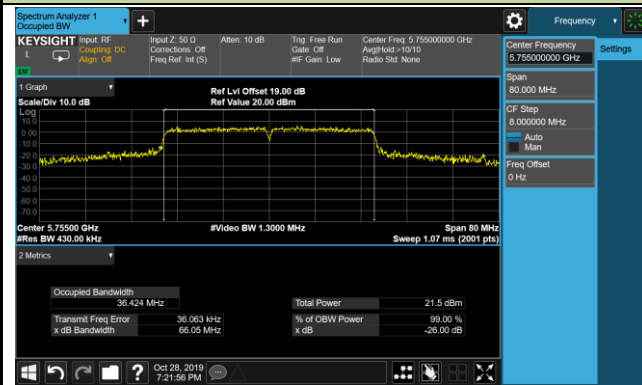 Spectrum Analyzer 1
Occupied BW
Frequency
KEYSIGHT
L
LW
Input: RF
Coupling: DC
Align: Off
Input Z: 50 Ω
Corrections: Off
Freq Ref: Int (S)
Atten: 10 dB
Trig: Free Run
Gate: Off
#IF Gain: Low
Center Freq: 5.755000000 GHz
Avg|Hold:>10/10
Radio Std: None
Center Frequency
5.755000000 GHz
Settings
Span
80.000 MHz
CF Step
8.000000 MHz
Auto
Man
Freq Offset
0 Hz
1 Graph
Scale/Div 10.0 dB
Ref Lvl Offset 19.00 dB
Ref Value 20.00 dBm
Log
10.0
0.00
-10.0
-20.0
-30.0
-40.0
-50.0
-60.0
-70.0
Center 5.75500 GHz
#Res BW 430.00 kHz
#Video BW 1.3000 MHz
Span 80 MHz
Sweep 1.07 ms (2001 pts)
2 Metrics
Occupied Bandwidth
36.424 MHz
Transmit Freq Error 36.063 kHz
x dB Bandwidth 66.05 MHz
Total Power 21.5 dBm
% of OBW Power 99.00 %
x dB -26.00 dB
?
Oct 28, 2019
7:21:56 PM